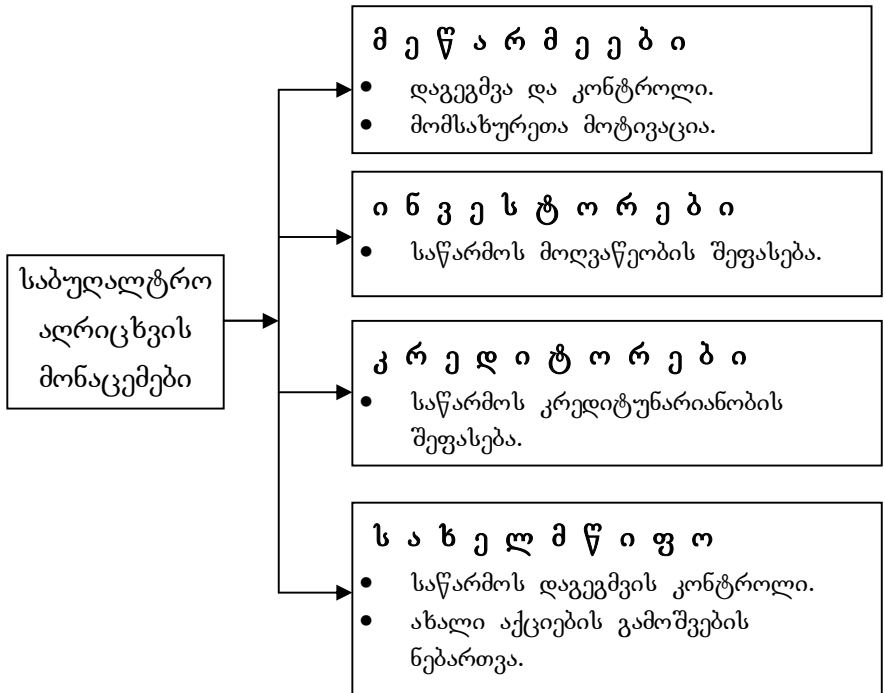 მ ე წ ა რ მ ე ე ბ ი
• დაგეგმვა და კონტროლი.
• მომსახურეთა მოტივაცია.
ი ნ ვ ე ს ტ ო რ ე ბ ი
• საწარმოს მოღვაწეობის შეფასება.
საბუღალტრო
აღრიცხვის
მონაცემები
კ რ ე დ ი ტ ო რ ე ბ ი
• საწარმოს კრედიტუნარიანობის
შეფასება.
ს ა ხ ე ლ მ წ ი ფ ო
• საწარმოს დაგეგმვის კონტროლი.
• ახალი აქციების გამოშვების
ნებართვა.